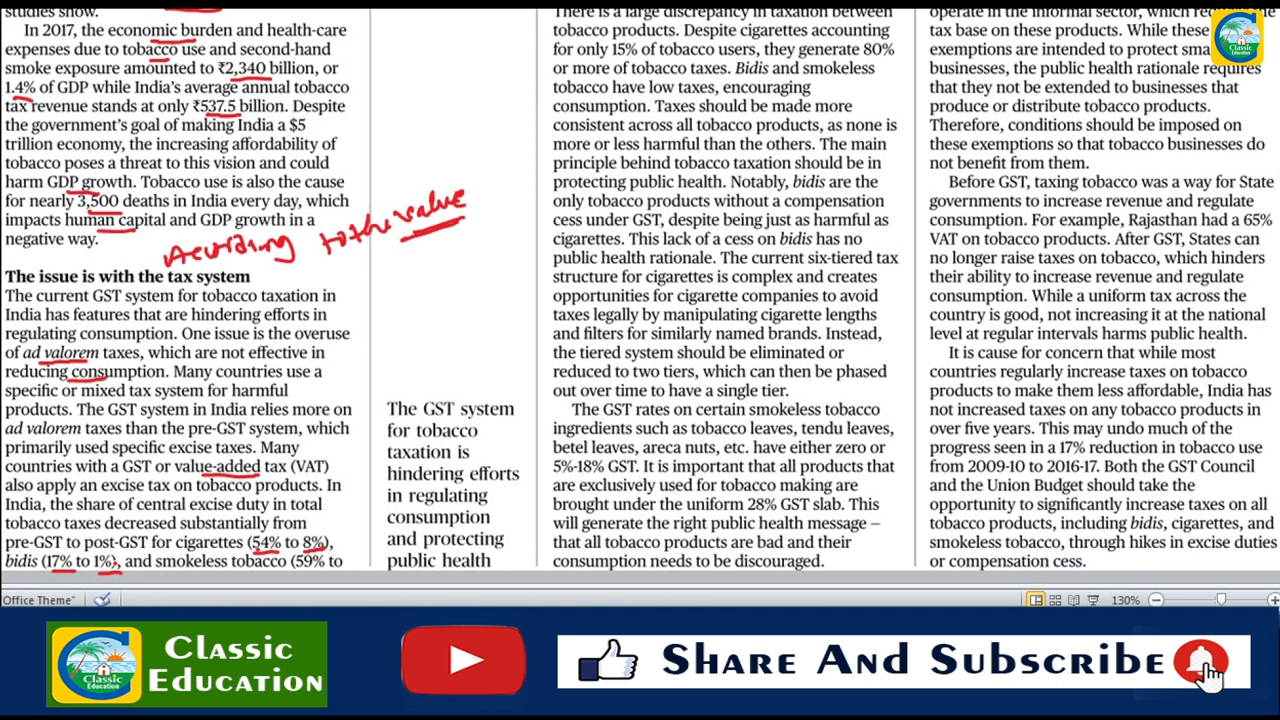 studies show.
In 2017, the economic burden and health-care
expenses due to tobacco use and second-hand
smoke exposure amounted to ₹2,340 billion, or
1.4% of GDP while India's average annual tobacco
tax revenue stands at only ₹537.5 billion. Despite
the government's goal of making India a $5
trillion economy, the increasing affordability of
tobacco poses a threat to this vision and could
harm GDP growth. Tobacco use is also the cause
for nearly 3,500 deaths in India every day, which
impacts human capital and GDP growth in a
negative way.
According to the value
The issue is with the tax system
The current GST system for tobacco taxation in
India has features that are hindering efforts in
regulating consumption. One issue is the overuse
of ad valorem taxes, which are not effective in
reducing consumption. Many countries use a
specific or mixed tax system for harmful
products. The GST system in India relies more on
ad valorem taxes than the pre-GST system, which
primarily used specific excise taxes. Many
countries with a GST or value-added tax (VAT)
also apply an excise tax on tobacco products. In
India, the share of central excise duty in total
tobacco taxes decreased substantially from
pre-GST to post-GST for cigarettes (54% to 8%),
bidis (17% to 1%), and smokeless tobacco (59% to
The GST system
for tobacco
taxation is
hindering efforts
in regulating
consumption
and protecting
public health
There is a large discrepancy in taxation between
tobacco products. Despite cigarettes accounting
for only 15% of tobacco users, they generate 80%
or more of tobacco taxes. Bidis and smokeless
tobacco have low taxes, encouraging
consumption. Taxes should be made more
consistent across all tobacco products, as none is
more or less harmful than the others. The main
principle behind tobacco taxation should be in
protecting public health. Notably, bidis are the
only tobacco products without a compensation
cess under GST, despite being just as harmful as
cigarettes. This lack of a cess on bidis has no
public health rationale. The current six-tiered tax
structure for cigarettes is complex and creates
opportunities for cigarette companies to avoid
taxes legally by manipulating cigarette lengths
and filters for similarly named brands. Instead,
the tiered system should be eliminated or
reduced to two tiers, which can then be phased
out over time to have a single tier.
The GST rates on certain smokeless tobacco
ingredients such as tobacco leaves, tendu leaves,
betel leaves, areca nuts, etc. have either zero or
5%-18% GST. It is important that all products that
are exclusively used for tobacco making are
brought under the uniform 28% GST slab. This
will generate the right public health message —
that all tobacco products are bad and their
consumption needs to be discouraged.
operate in the informal sector, which
tax base on these products. While these
exemptions are intended to protect
businesses, the public health rationale requires
that they not be extended to businesses that
produce or distribute tobacco products.
Therefore, conditions should be imposed on
these exemptions so that tobacco businesses do
not benefit from them.
Before GST, taxing tobacco was a way for State
governments to increase revenue and regulate
consumption. For example, Rajasthan had a 65%
VAT on tobacco products. After GST, States can
no longer raise taxes on tobacco, which hinders
their ability to increase revenue and regulate
consumption. While a uniform tax across the
country is good, not increasing it at the national
level at regular intervals harms public health.
It is cause for concern that while most
countries regularly increase taxes on tobacco
products to make them less affordable, India has
not increased taxes on any tobacco products in
over five years. This may undo much of the
progress seen in a 17% reduction in tobacco use
from 2009-10 to 2016-17. Both the GST Council
and the Union Budget should take the
opportunity to significantly increase taxes on all
tobacco products, including bidis, cigarettes, and
smokeless tobacco, through hikes in excise duties
or compensation cess.
Classic
Education
Office Theme"
130%
Classic
Education
Classic
Education
Share And Subscribe